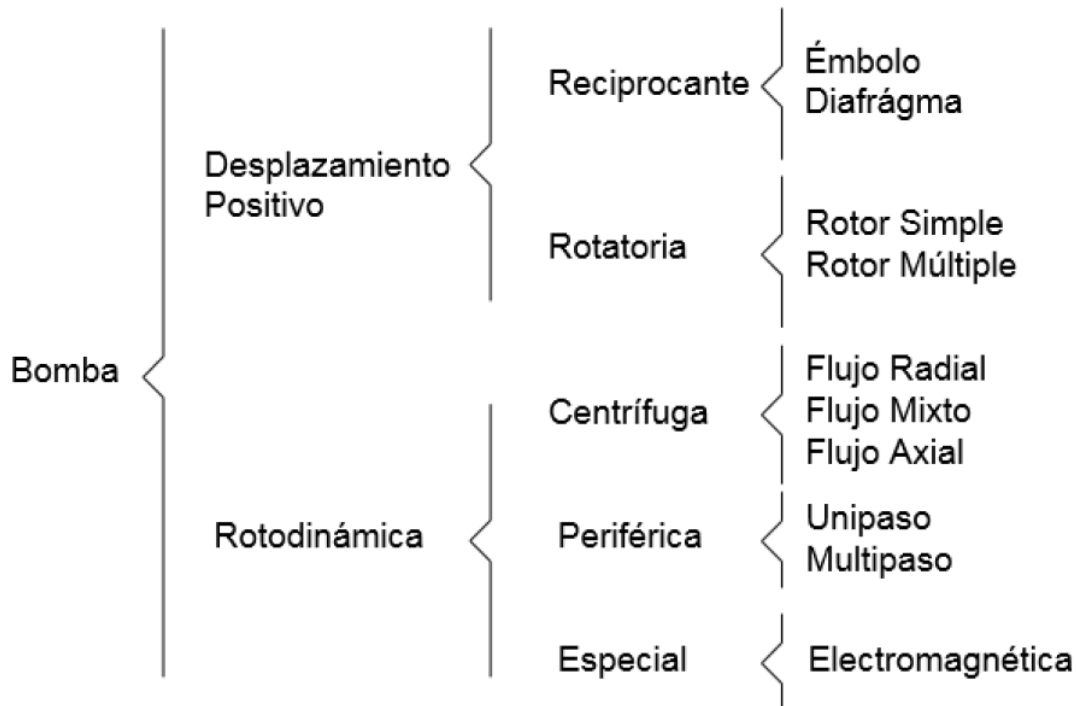 Bomba
Desplazamiento
Positivo
Reciprocante
Émbolo
Diafrágma
Rotatoria
Rotor Simple
Rotor Múltiple
Rotodinámica
Centrífuga
Flujo Radial
Flujo Mixto
Flujo Axial
Periférica
Unipaso
Multipaso
Especial
Electromagnética